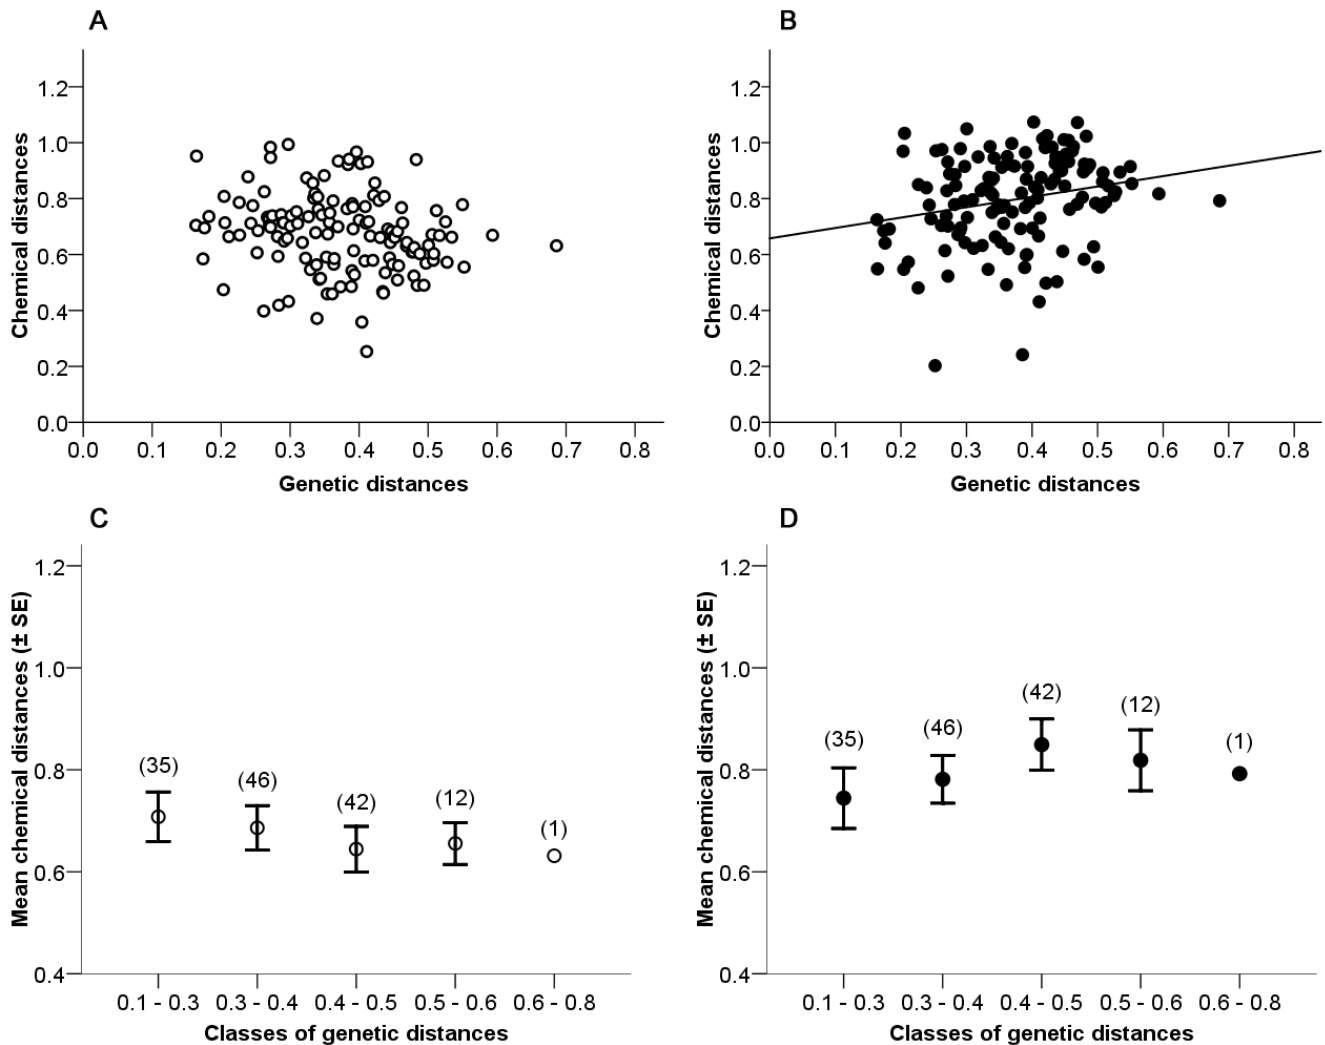 A
Chemical distances
1.2
1.0
0.8
0.6
0.4
0.2
0.0
0.0 0.1 0.2 0.3 0.4 0.5 0.6 0.7 0.8
Genetic distances
B
Chemical distances
1.2
1.0
0.8
0.6
0.4
0.2
0.0
0.0 0.1 0.2 0.3 0.4 0.5 0.6 0.7 0.8
Genetic distances
C
Mean chemical distances (± SE)
1.2
1.0
0.8
0.6
0.4
(35) (46) (42) (12) (1)
0.1 - 0.3 0.3 - 0.4 0.4 - 0.5 0.5 - 0.6 0.6 - 0.8
Classes of genetic distances
D
Mean chemical distances (± SE)
1.2
1.0
0.8
0.6
0.4
(35) (46) (42) (12) (1)
0.1 - 0.3 0.3 - 0.4 0.4 - 0.5 0.5 - 0.6 0.6 - 0.8
Classes of genetic distances